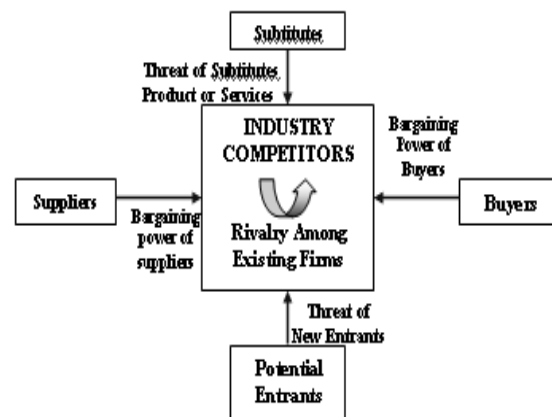 Subtitutes
Threat of Subtitutes
Product or Services
INDUSTRY
COMPETITORS
Rivalry Among
Existing Firms
Bargaining
Power of
Buyers
Suppliers
Bargaining
power of
suppliers
Buyers
Threat of
New Entrants
Potential
Entrants